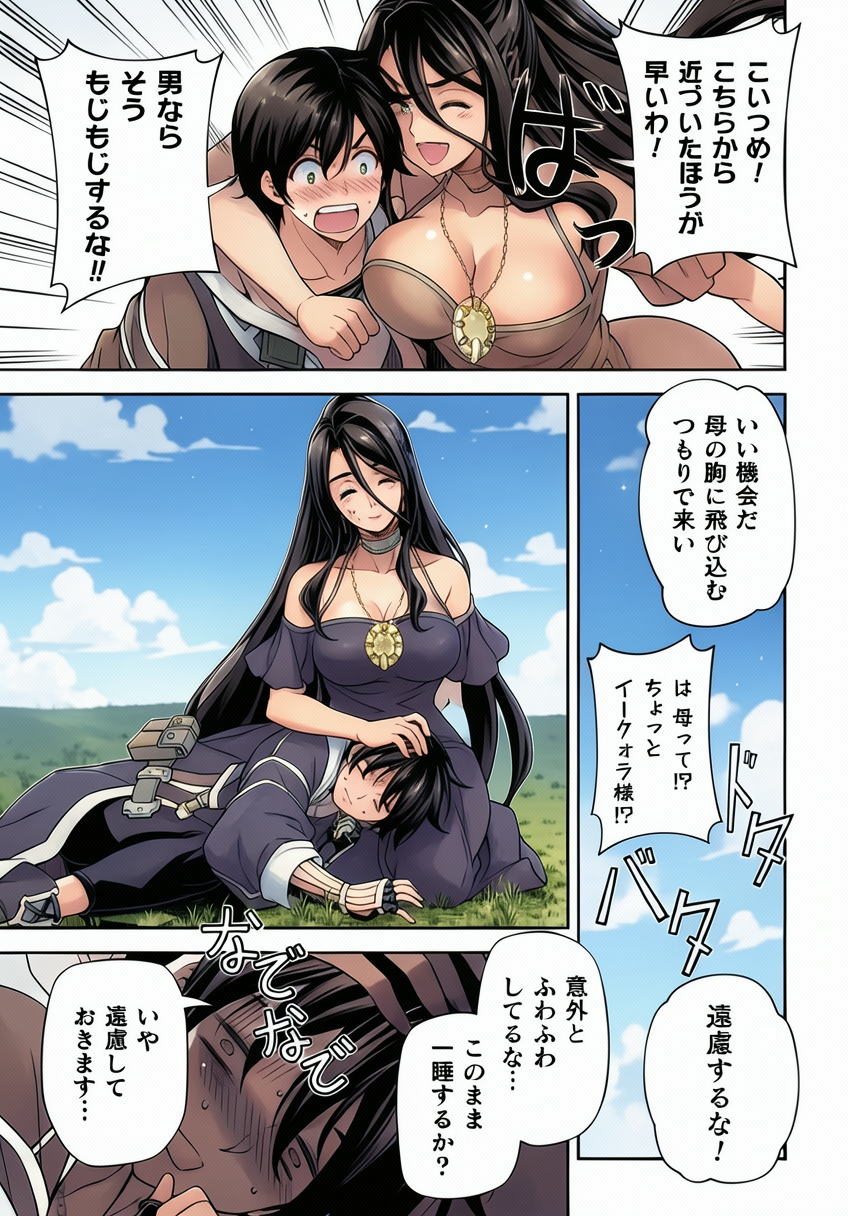 こいつめ!
こちらから
近づいたほうが
早いわ!
がばっ
男なら
そう
もじもじするな!!
いい機会だ
母の胸に飛び込む
つもりで来い
は 母って!?
ちょっと
イークォラ様!?
ドタ
バタ
遠慮するな!
意外と
ふわふわ
してるな…
このまま
一睡するか?
なでなで
なでなで
いや
遠慮して
おきます…